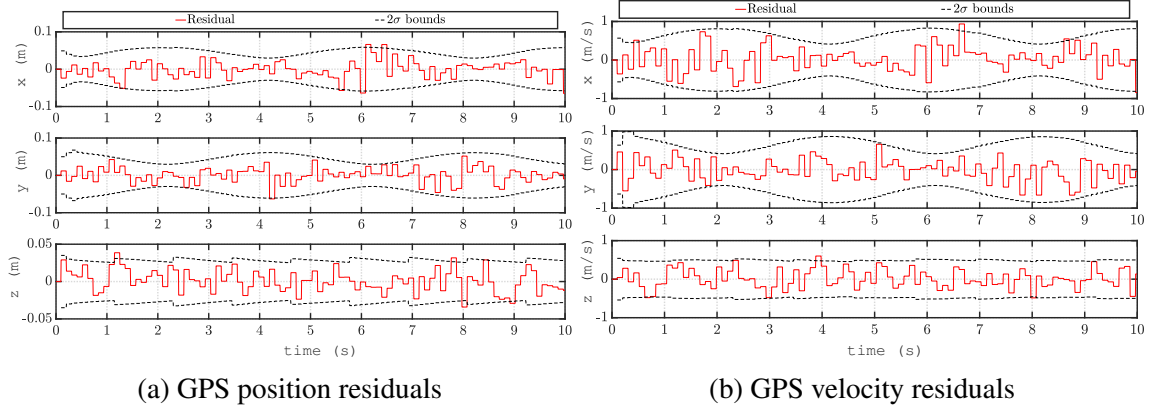 Residual 2σ bounds
0.1
0
-0.1
x (m)
0 1 2 3 4 5 6 7 8 9 10
0.1
0
-0.1
y (m)
0 1 2 3 4 5 6 7 8 9 10
0.05
0
-0.05
z (m)
0 1 2 3 4 5 6 7 8 9 10
time (s)
(a) GPS position residuals
Residual 2σ bounds
1
0
-1
x (m/s)
0 1 2 3 4 5 6 7 8 9 10
1
0
-1
y (m/s)
0 1 2 3 4 5 6 7 8 9 10
1
0
-1
z (m/s)
0 1 2 3 4 5 6 7 8 9 10
time (s)
(b) GPS velocity residuals